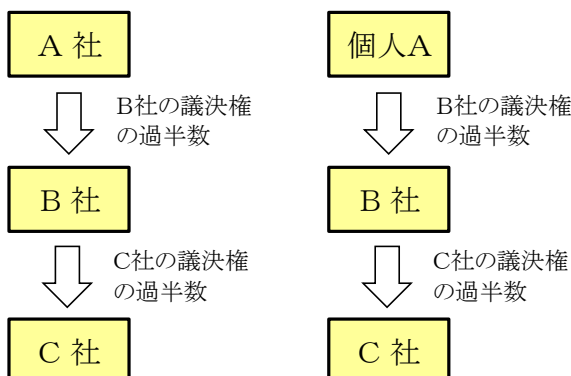 A 社
B社の議決権
の過半数
B 社
C社の議決権
の過半数
C 社
個人A
B社の議決権
の過半数
B 社
C社の議決権
の過半数
C 社